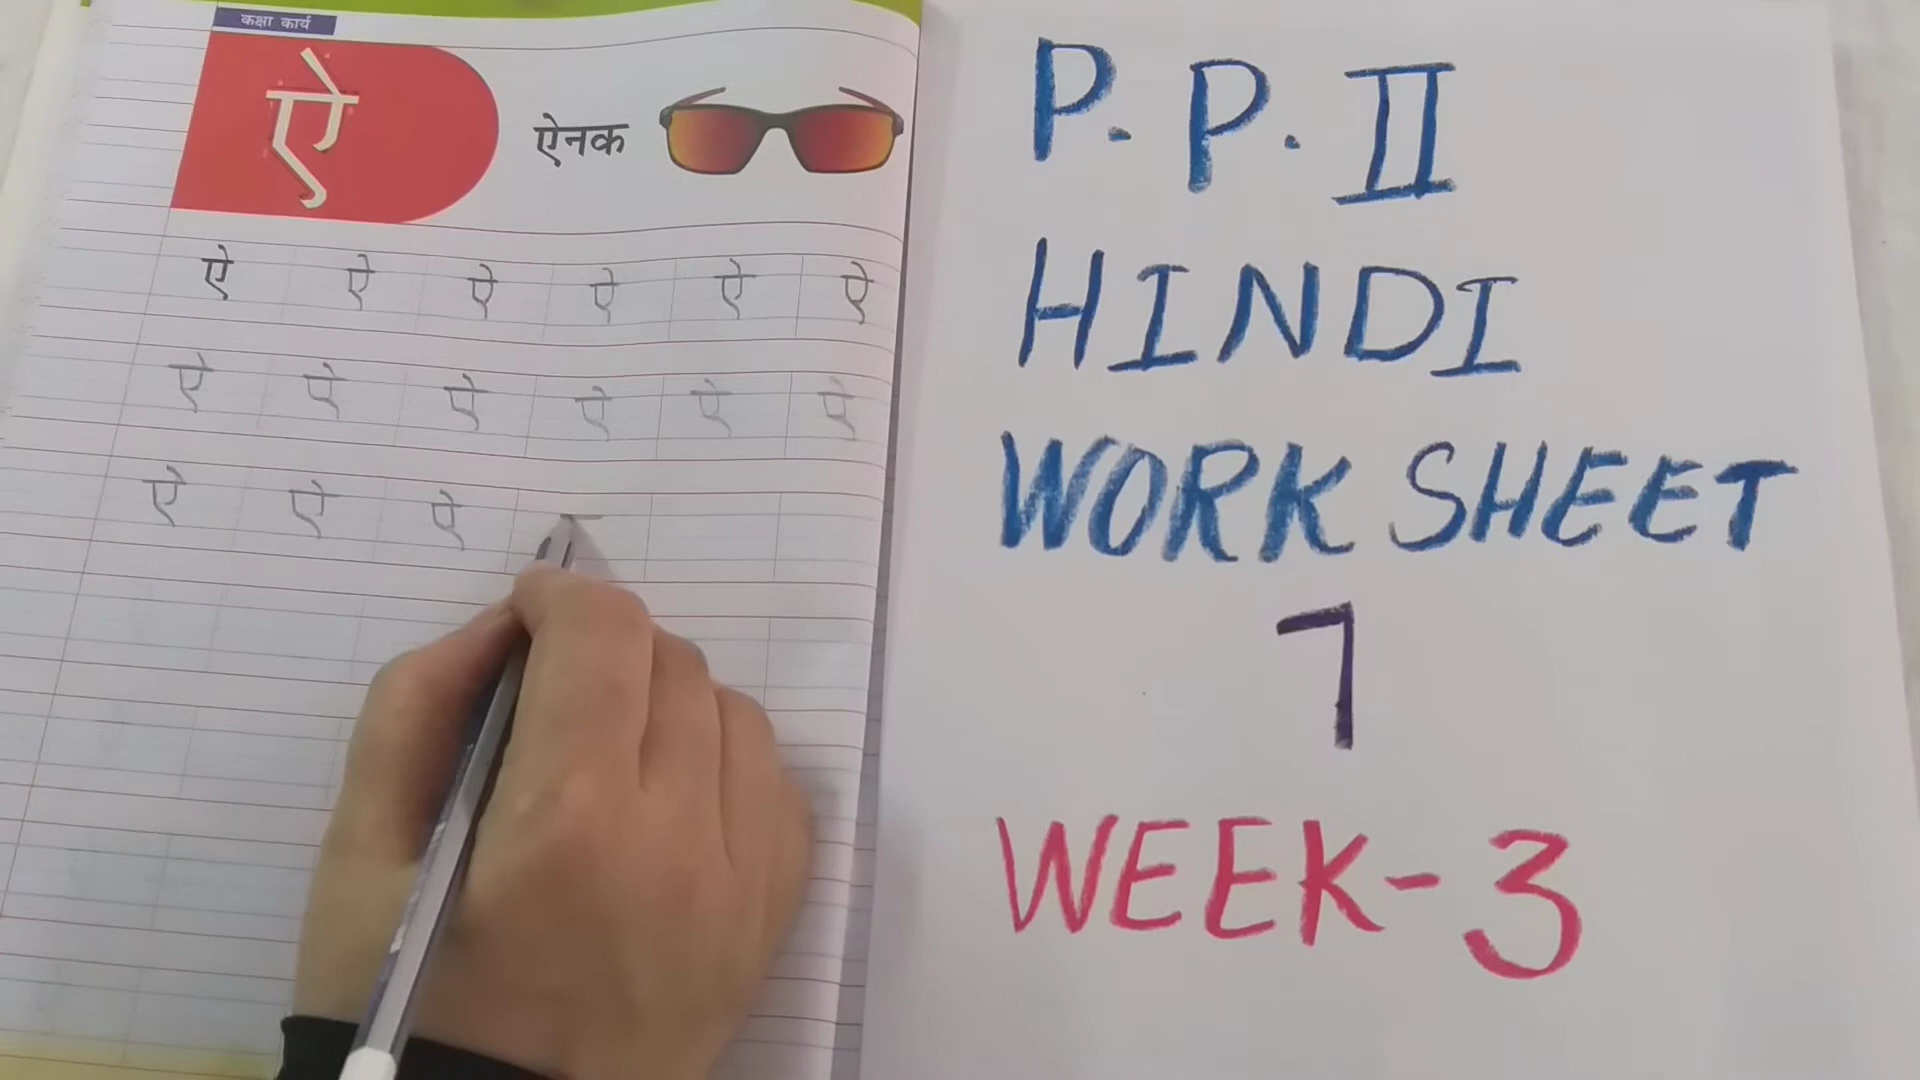 कक्षा कार्य
ऐ
ऐनक
ऐ ऐ ऐ ऐ ऐ ऐ
ऐ ऐ ऐ ऐ ऐ ऐ
ऐ ऐ ऐ
P. P. II
HINDI
WORK SHEET
7
WEEK-3